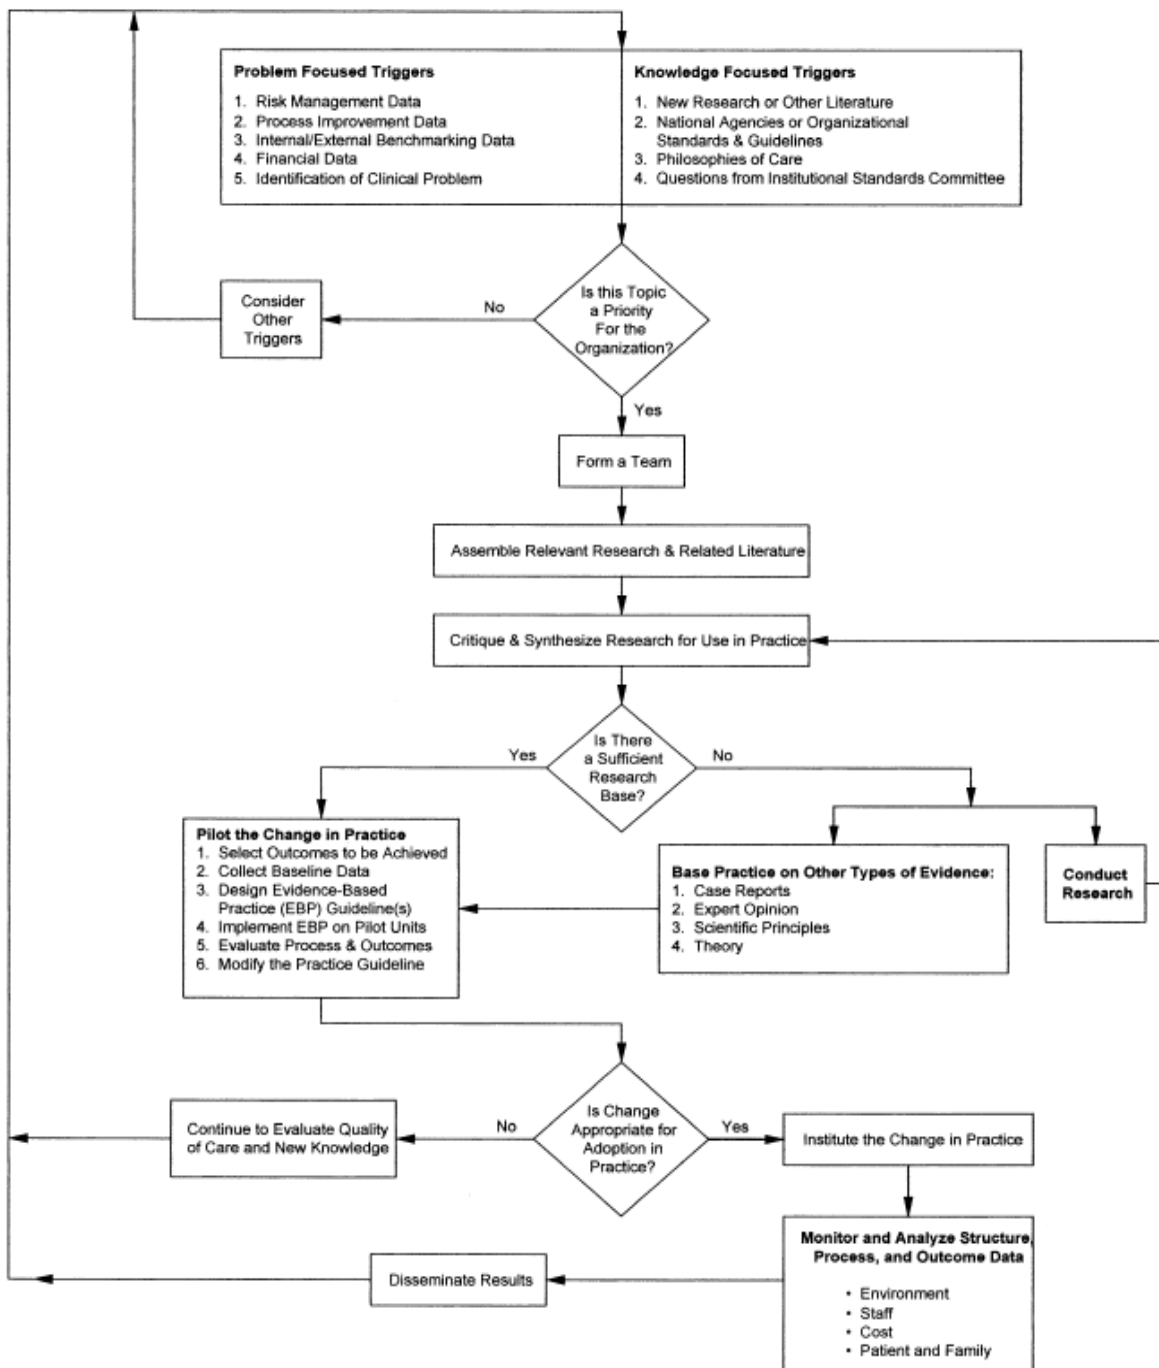 Problem Focused Triggers
1. Risk Management Data
2. Process Improvement Data
3. Internal/External Benchmarking Data
4. Financial Data
5. Identification of Clinical Problem
Knowledge Focused Triggers
1. New Research or Other Literature
2. National Agencies or Organizational
Standards & Guidelines
3. Philosophies of Care
4. Questions from Institutional Standards Committee
Consider
Other
Triggers
No
Is this Topic
a Priority
For the
Organization?
Yes
Form a Team
Assemble Relevant Research & Related Literature
Critique & Synthesize Research for Use in Practice
Yes
Is There
a Sufficient
Research
Base?
No
Pilot the Change in Practice
1. Select Outcomes to be Achieved
2. Collect Baseline Data
3. Design Evidence-Based
Practice (EBP) Guideline(s)
4. Implement EBP on Pilot Units
5. Evaluate Process & Outcomes
6. Modify the Practice Guideline
Base Practice on Other Types of Evidence:
1. Case Reports
2. Expert Opinion
3. Scientific Principles
4. Theory
Conduct
Research
Continue to Evaluate Quality
of Care and New Knowledge
No
Is Change
Appropriate for
Adoption in
Practice?
Yes
Institute the Change in Practice
Monitor and Analyze Structure,
Process, and Outcome Data
• Environment
• Staff
• Cost
• Patient and Family
Disseminate Results